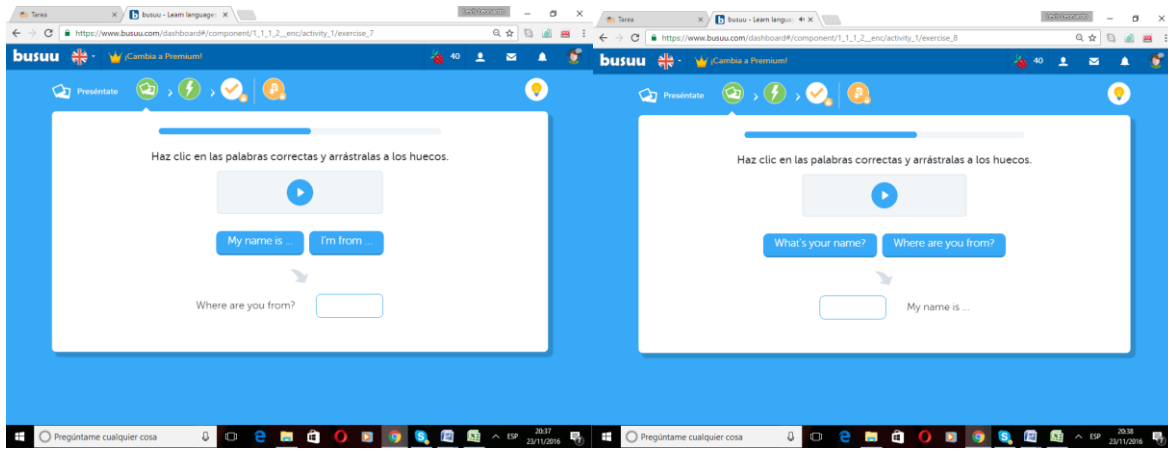 Tarea
busuu - Learn language:
https://www.busuu.com/dashboard#/component/1_1_1_2__enc/activity_1/exercise_7
busuu
¡Cambia a Premium!
40
Preséntate
Haz clic en las palabras correctas y arrástralas a los huecos.
My name is ...
I'm from ...
Where are you from?
Pregúntame cualquier cosa
ESP
20:37
23/11/2016
Tarea
busuu - Learn langu
https://www.busuu.com/dashboard#/component/1_1_1_2__enc/activity_1/exercise_8
busuu
¡Cambia a Premium!
40
Preséntate
Haz clic en las palabras correctas y arrástralas a los huecos.
What's your name?
Where are you from?
My name is ...
Pregúntame cualquier cosa
ESP
20:38
23/11/2016